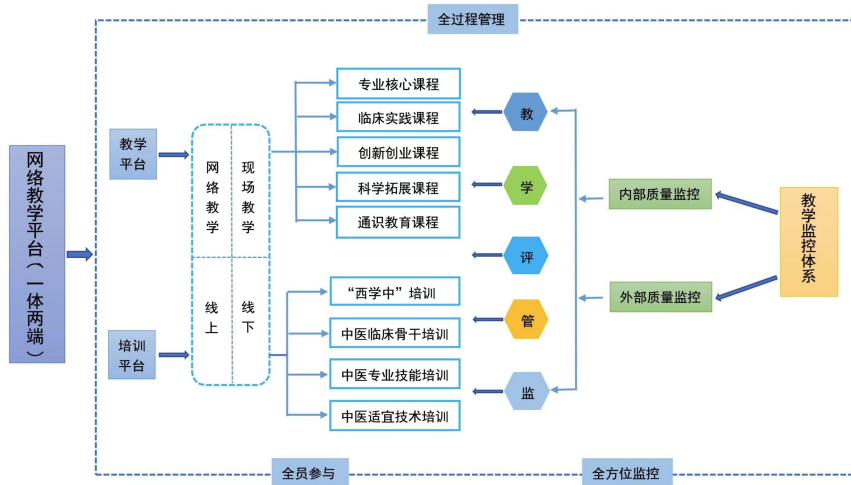 全过程管理
网络教学平台（一体两端）
教学
平台
培训
平台
网络教学
现场教学
线上
线下
专业核心课程
临床实践课程
创新创业课程
科学拓展课程
通识教育课程
“西学中”培训
中医临床骨干培训
中医专业技能培训
中医适宜技术培训
教
学
评
管
监
内部质量监控
外部质量监控
教学监控体系
全员参与
全方位监控